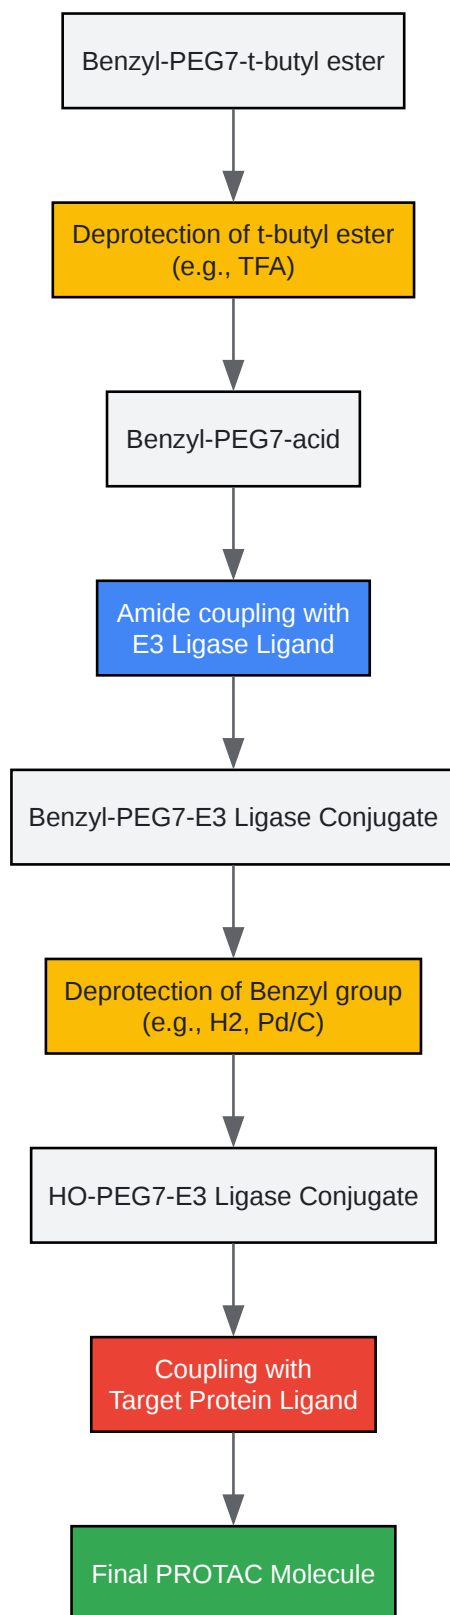 Benzyl-PEG7-t-butyl ester
Deprotection of t-butyl ester
(e.g., TFA)
Benzyl-PEG7-acid
Amide coupling with
E3 Ligase Ligand
Benzyl-PEG7-E3 Ligase Conjugate
Deprotection of Benzyl group
(e.g., H2, Pd/C)
HO-PEG7-E3 Ligase Conjugate
Coupling with
Target Protein Ligand
Final PROTAC Molecule